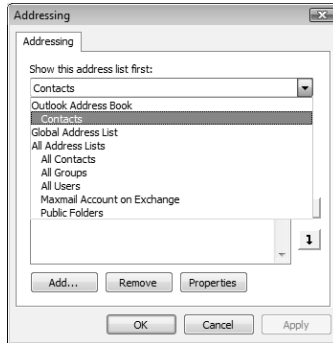 Addressing
Addressing
Show this address list first:
Contacts
Outlook Address Book
Contacts
Global Address List
All Address Lists
All Contacts
All Groups
All Users
Maxmail Account on Exchange
Public Folders
Add...
Remove
Properties
OK
Cancel
Apply